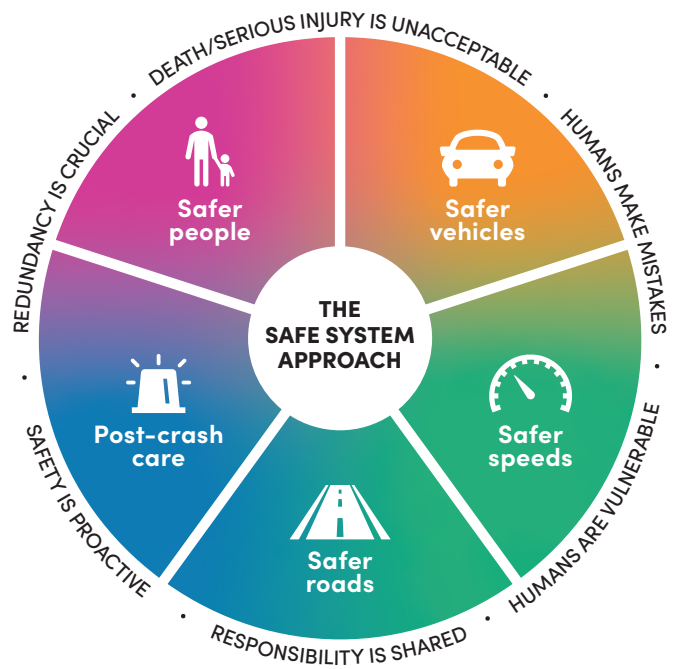 DEATH/SERIOUS INJURY IS UNACCEPTABLE
HUMANS MAKE MISTAKES
HUMANS ARE VULNERABLE
RESPONSIBILITY IS SHARED
SAFETY IS PROACTIVE
REDUNDANCY IS CRUCIAL
Safer
people
Safer
vehicles
THE
SAFE SYSTEM
APPROACH
Post-crash
care
Safer
speeds
Safer
roads